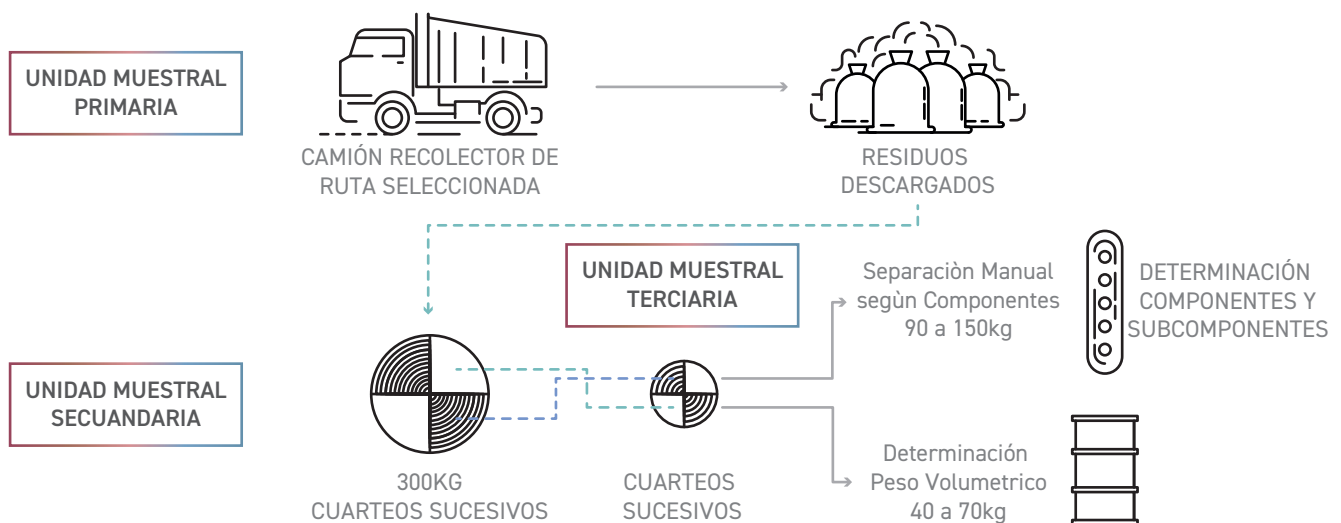 UNIDAD MUESTRAL
PRIMARIA
CAMIÓN RECOLECTOR DE
RUTA SELECCIONADA
RESIDUOS
DESCARGADOS
UNIDAD MUESTRAL
TERCIARIA
Separaciòn Manual
segùn Componentes
90 a 150kg
DETERMINACIÓN
COMPONENTES Y
SUBCOMPONENTES
UNIDAD MUESTRAL
SECUANDARIA
300KG
CUARTEOS SUCESIVOS
CUARTEOS
SUCESIVOS
Determinación
Peso Volumetrico
40 a 70kg